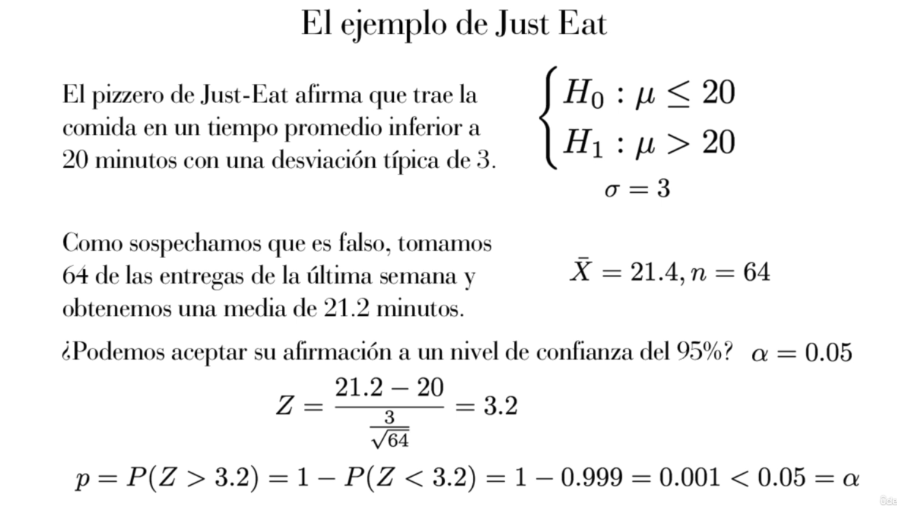 El ejemplo de Just Eat
El pizzero de Just-Eat afirma que trae la
comida en un tiempo promedio inferior a
20 minutos con una desviación típica de 3.
H₀ : μ ≤ 20
H₁ : μ > 20
σ = 3
Como sospechamos que es falso, tomamos
64 de las entregas de la última semana y
obtenemos una media de 21.2 minutos.
X̄ = 21.4, n = 64
¿Podemos aceptar su afirmación a un nivel de confianza del 95%? α = 0.05
Z = (21.2 − 20) / (3/√64) = 3.2
p = P(Z > 3.2) = 1 − P(Z < 3.2) = 1 − 0.999 = 0.001 < 0.05 = α